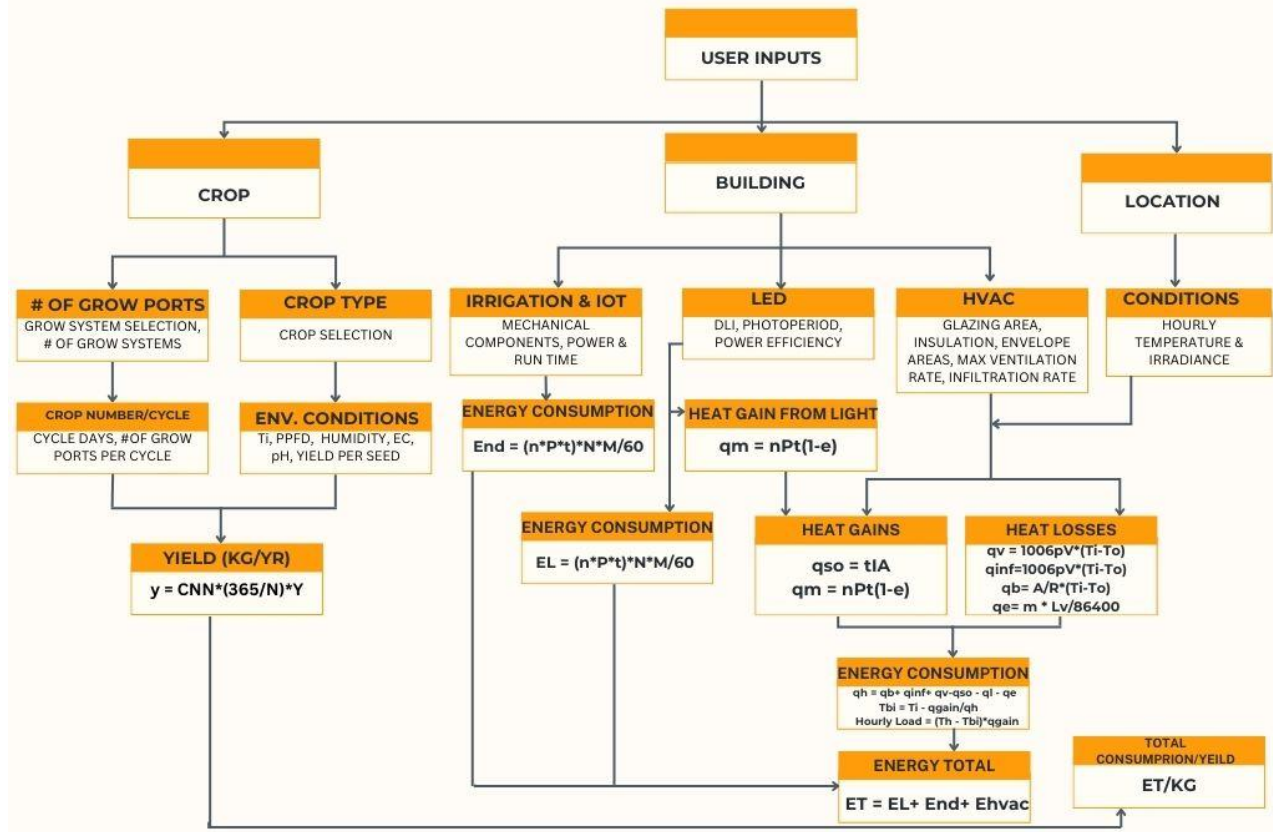 USER INPUTS
CROP
BUILDING
LOCATION
# OF GROW PORTS
GROW SYSTEM SELECTION,
# OF GROW SYSTEMS
CROP TYPE
CROP SELECTION
IRRIGATION & IOT
MECHANICAL
COMPONENTS, POWER &
RUN TIME
LED
DLI, PHOTOPERIOD,
POWER EFFICIENCY
HVAC
GLAZING AREA,
INSULATION, ENVELOPE
AREAS, MAX VENTILATION
RATE, INFILTRATION RATE
CONDITIONS
HOURLY
TEMPERATURE &
IRRADIANCE
CROP NUMBER/CYCLE
CYCLE DAYS, #OF GROW
PORTS PER CYCLE
ENV. CONDITIONS
Ti, PPFD, HUMIDITY, EC,
pH, YIELD PER SEED
ENERGY CONSUMPTION
End = (n*P*t)*N*M/60
HEAT GAIN FROM LIGHT
qm = nPt(1-e)
YIELD (KG/YR)
y = CNN*(365/N)*Y
ENERGY CONSUMPTION
EL = (n*P*t)*N*M/60
HEAT GAINS
qso = tIA
qm = nPt(1-e)
HEAT LOSSES
qv = 1006pV*(Ti-To)
qinf=1006pV*(Ti-To)
qb= A/R*(Ti-To)
qe= m * Lv/86400
ENERGY CONSUMPTION
qh = qb+ qinf+ qv-qso - ql - qe
Tbi = Ti - qgain/qh
Hourly Load = (Th - Tbi)*qgain
ENERGY TOTAL
ET = EL+ End+ Ehvac
TOTAL
CONSUMPRION/YEILD
ET/KG